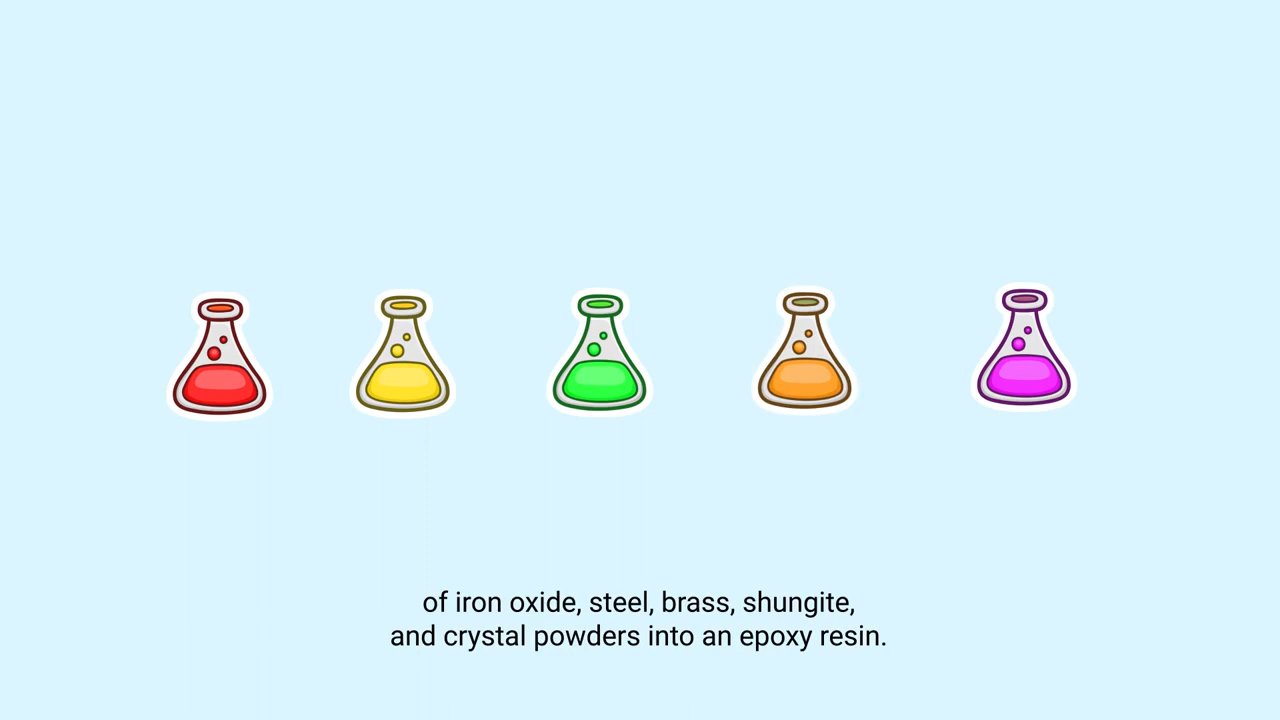 of iron oxide, steel, brass, shungite,
and crystal powders into an epoxy resin.